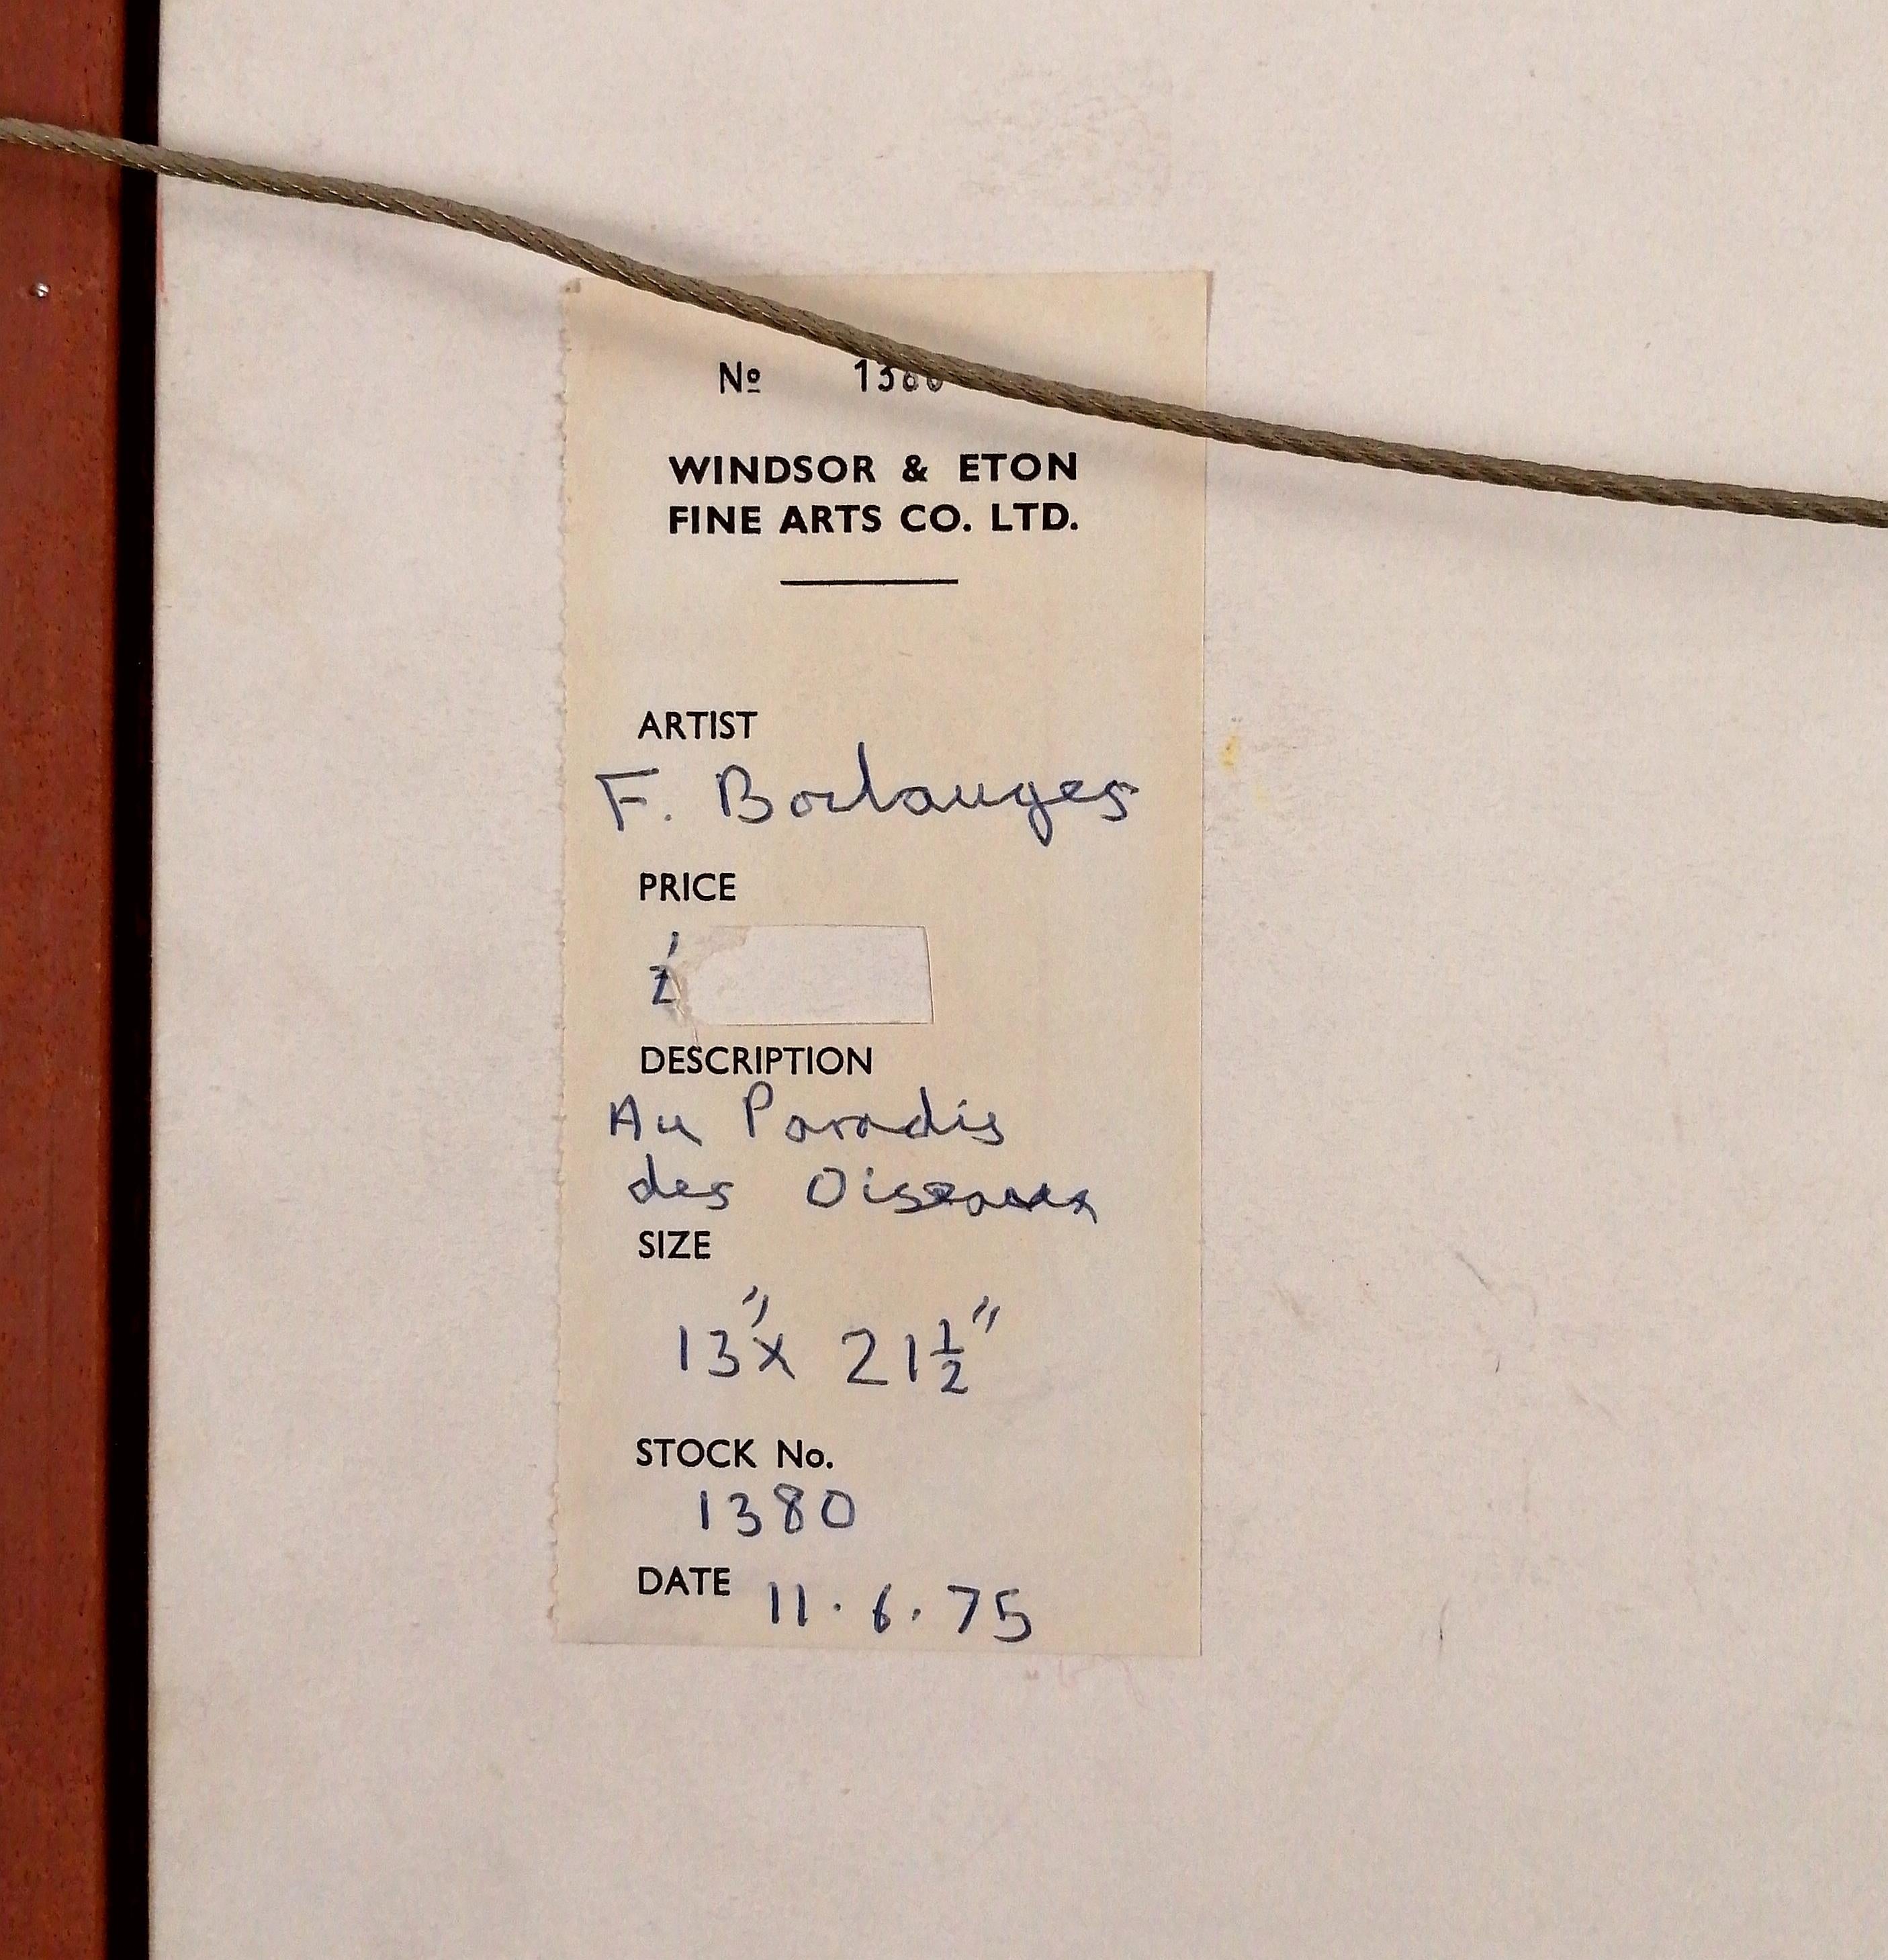 Nº 1380
WINDSOR & ETON
FINE ARTS CO. LTD.
ARTIST
F. Boulanger
PRICE
£
DESCRIPTION
Au Paradis
des Oiseaux
SIZE
13" x 21½"
STOCK No.
1380
DATE 11.6.75